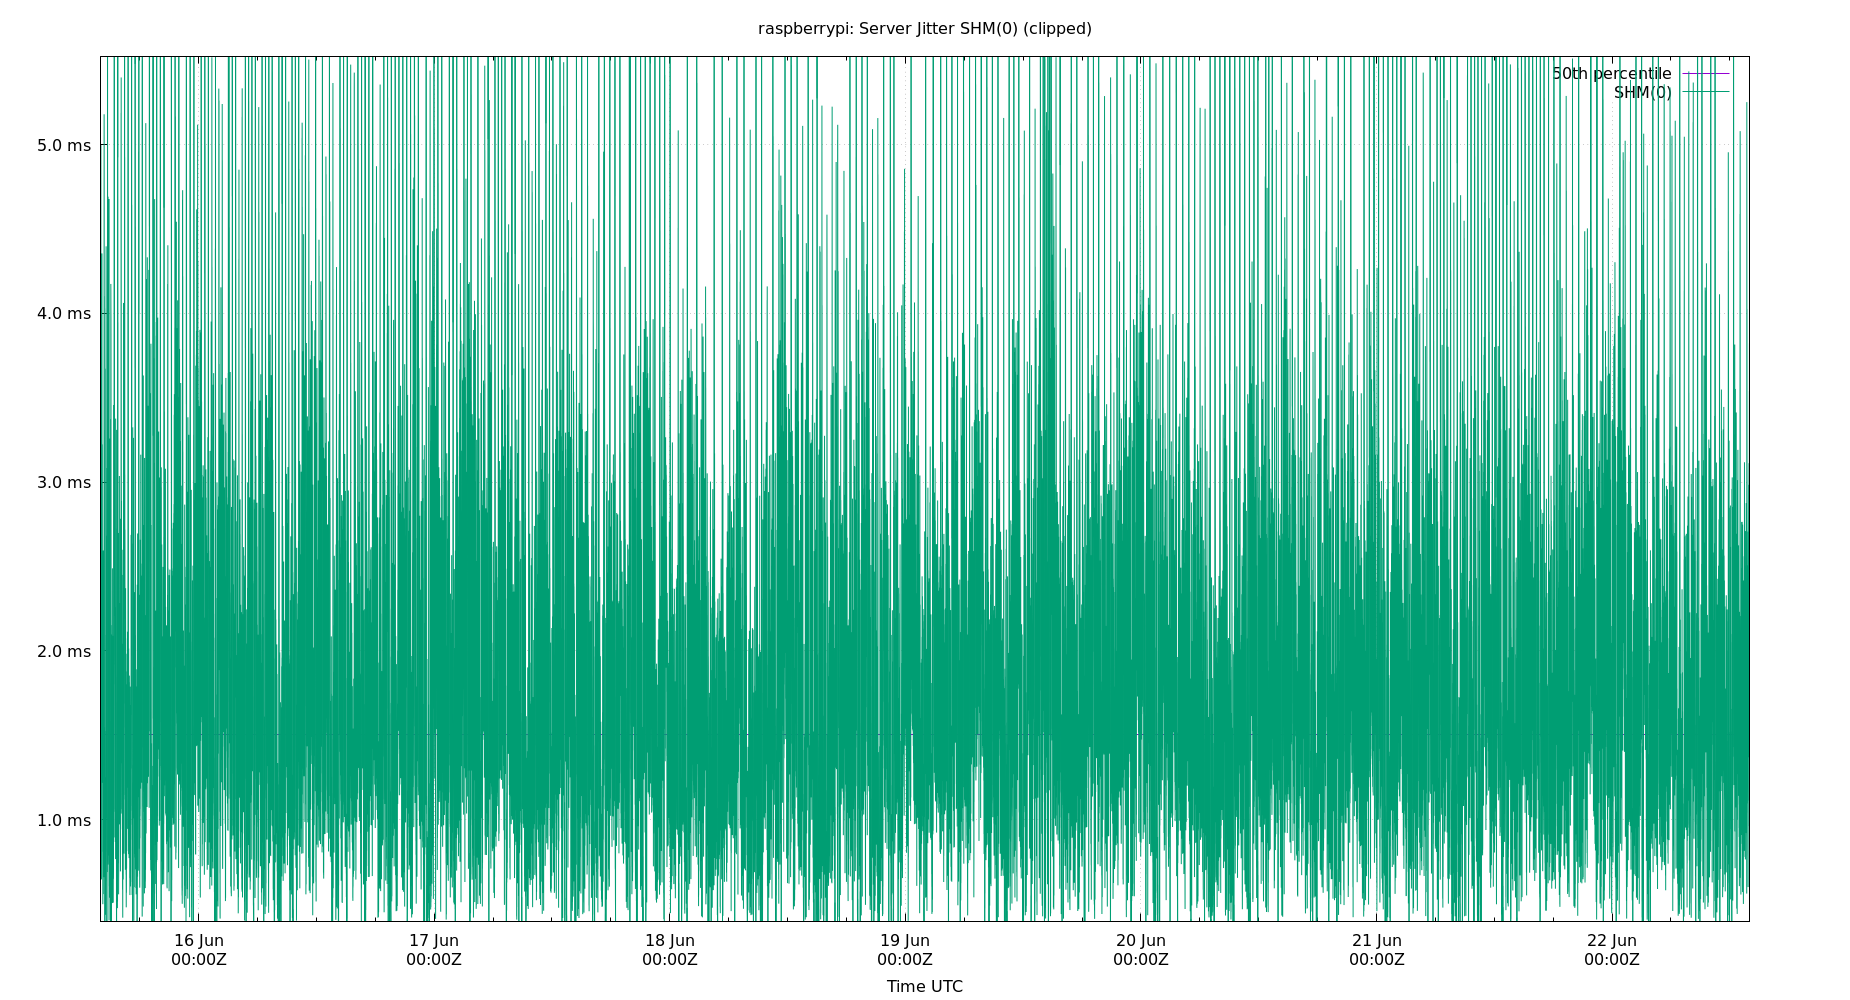 raspberrypi: Server Jitter SHM(0) (clipped)
50th percentile
SHM(0)
5.0 ms
4.0 ms
3.0 ms
2.0 ms
1.0 ms
16 Jun 17 Jun 18 Jun 19 Jun 20 Jun 21 Jun 22 Jun
00:00Z 00:00Z 00:00Z 00:00Z 00:00Z 00:00Z 00:00Z
Time UTC